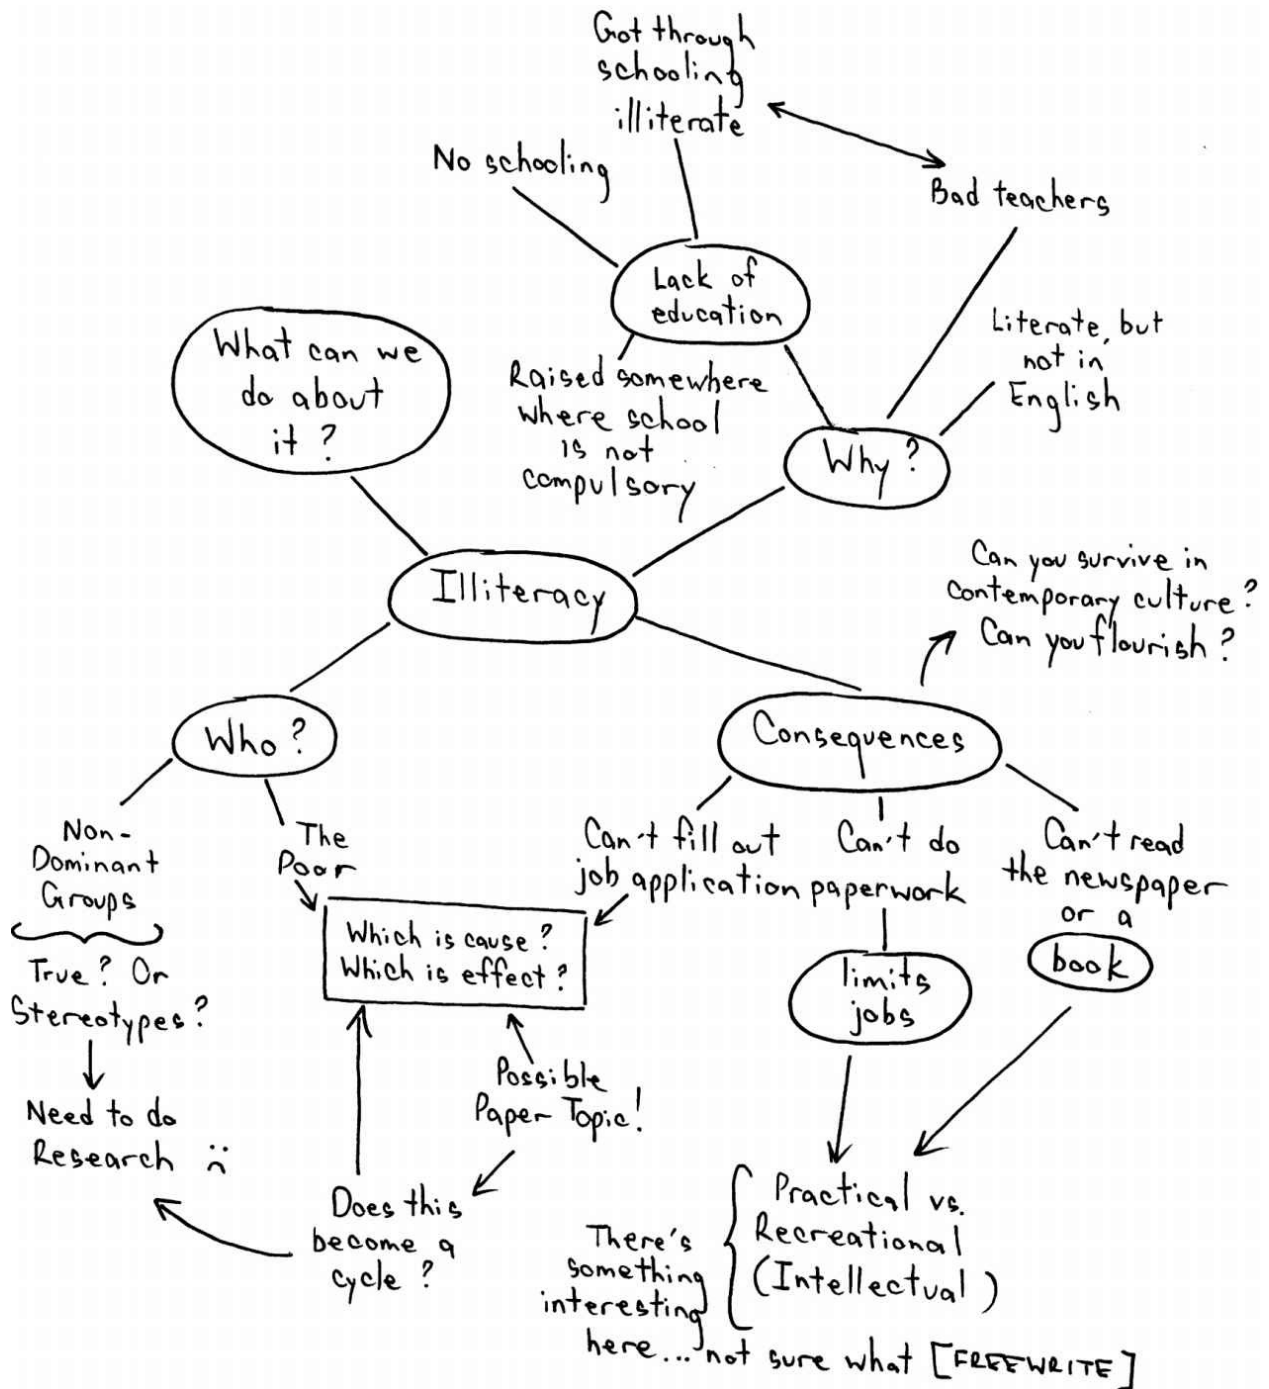 Got through
schooling
illiterate
No schooling
Bad teachers
Lack of
education
Literate, but
not in
English
What can we
do about
it?
Raised somewhere
where school
is not
compulsory
Why?
Illiteracy
Can you survive in
contemporary culture?
Can you flourish?
Who?
Consequences
Non-
Dominant
Groups
The
Poor
Can't fill out
job application
Can't do
paperwork
Can't read
the newspaper
or a
book
Which is cause?
Which is effect?
limits
jobs
True? Or
Stereotypes?
Need to do
Research :(
Possible
Paper Topic!
Does this
become a
cycle?
Practical vs.
Recreational
(Intellectual)
There's
something
interesting
here... not sure what [FREEWRITE]